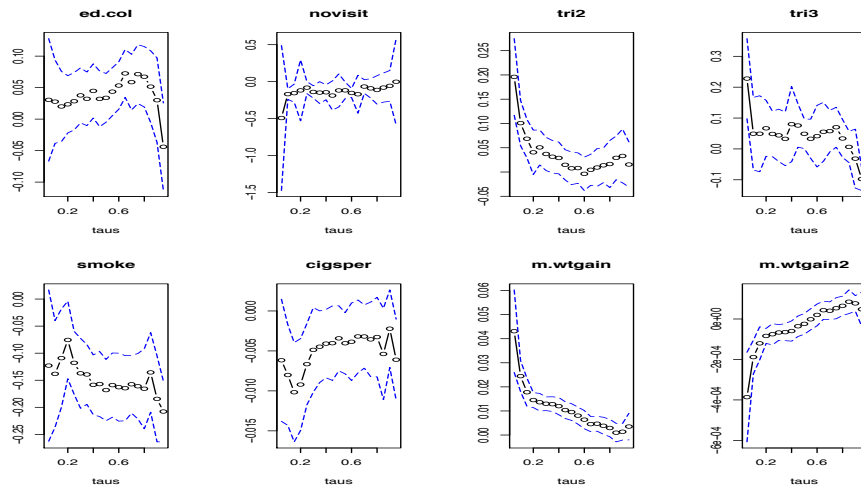 ed.col
novisit
tri2
tri3
0.10
0.05
0.00
-0.05
-0.10
0.5
0.0
-0.5
-1.0
-1.5
0.25
0.20
0.15
0.10
0.05
-0.05
0.3
0.2
0.1
0.0
-0.1
0.2 0.6
0.2 0.6
0.2 0.6
0.2 0.6
taus
taus
taus
taus
smoke
cigsper
m.wtgain
m.wtgain2
0.00
-0.05
-0.10
-0.15
-0.20
-0.25
0.000
-0.005
-0.010
-0.015
0.06
0.05
0.04
0.03
0.02
0.01
0.00
0e+00
-2e-04
-4e-04
-6e-04
0.2 0.6
0.2 0.6
0.2 0.6
0.2 0.6
taus
taus
taus
taus